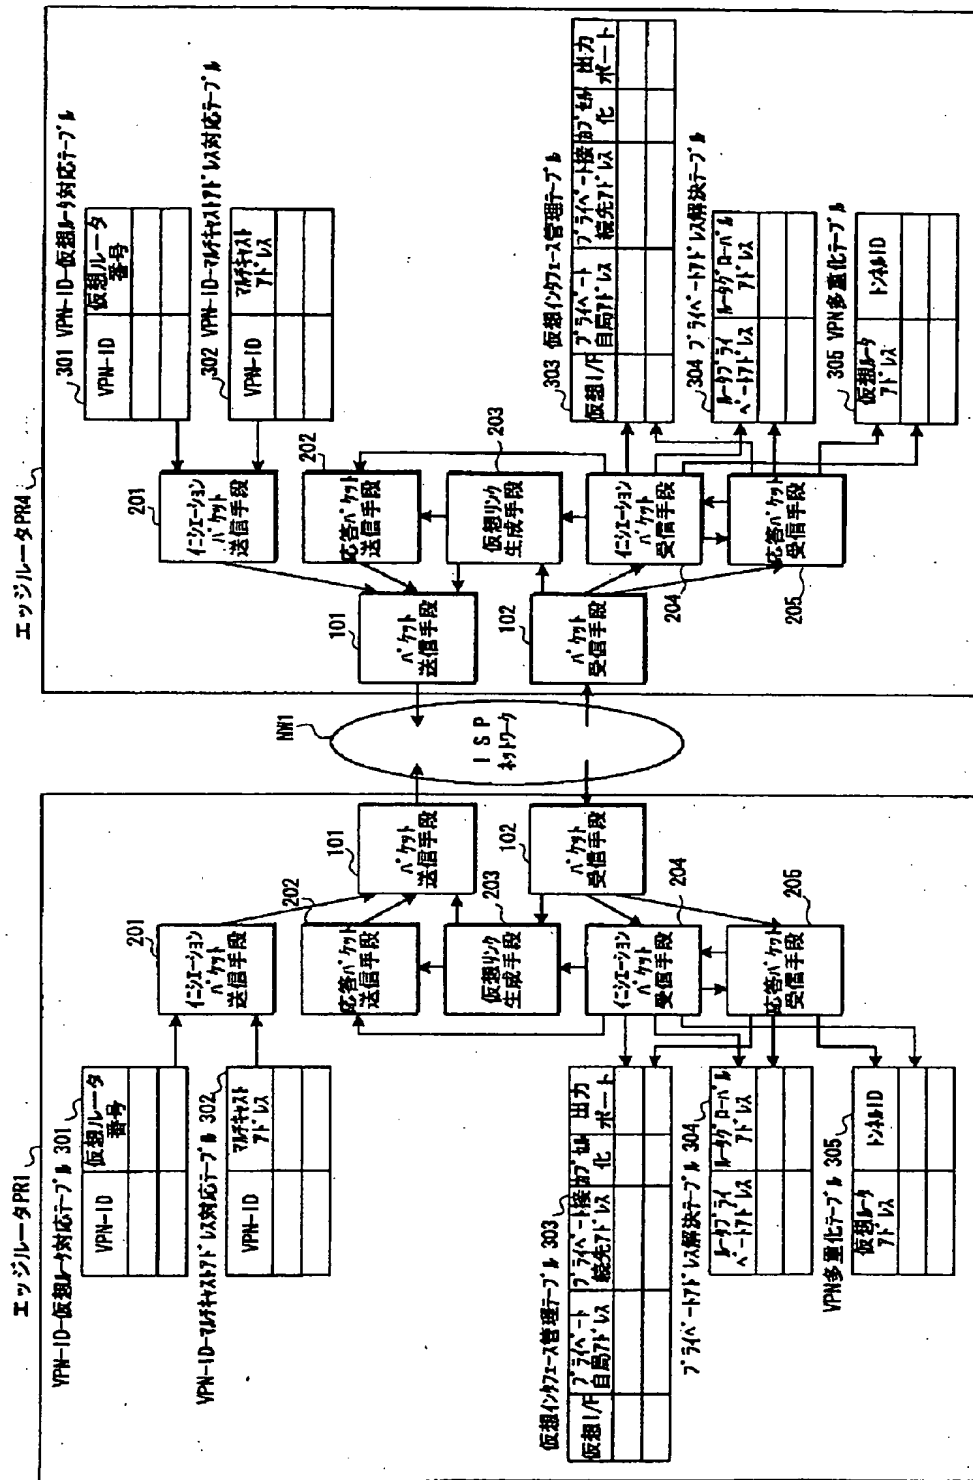 エッジルータPR1
VPN-ID-仮想ルータ対応テーブル 301
VPN-ID
仮想ルータ
番号
VPN-ID-マルチキャストアドレス対応テーブル 302
VPN-ID
マルチキャスト
アドレス
201
イニシエーション
パケット
送信手段
202
応答パケット
送信手段
203
仮想リンク
生成手段
204
イニシエーション
パケット
受信手段
205
応答パケット
受信手段
101
パケット
送信手段
102
パケット
受信手段
仮想インタフェース管理テーブル 303
仮想I/F
プライベート
自局アドレス
プライベート接
続先アドレス
カプセル
化
出力
ポート
プライベートアドレス解決テーブル 304
ルータプライ
ベートアドレス
ルータグローバル
アドレス
VPN多重化テーブル 305
仮想ルータ
アドレス
トンネルID
NW1
ISP
ネットワーク
エッジルータPR4
301 VPN-ID-仮想ルータ対応テーブル
VPN-ID
仮想ルータ
番号
302 VPN-ID-マルチキャストアドレス対応テーブル
VPN-ID
マルチキャスト
アドレス
201
イニシエーション
パケット
送信手段
202
応答パケット
送信手段
203
仮想リンク
生成手段
204
イニシエーション
パケット
受信手段
205
応答パケット
受信手段
101
パケット
送信手段
102
パケット
受信手段
303 仮想インタフェース管理テーブル
仮想I/F
プライベート
自局アドレス
プライベート接
続先アドレス
カプセル
化
出力
ポート
304 プライベートアドレス解決テーブル
ルータプライ
ベートアドレス
ルータグローバル
アドレス
305 VPN多重化テーブル
仮想ルータ
アドレス
トンネルID